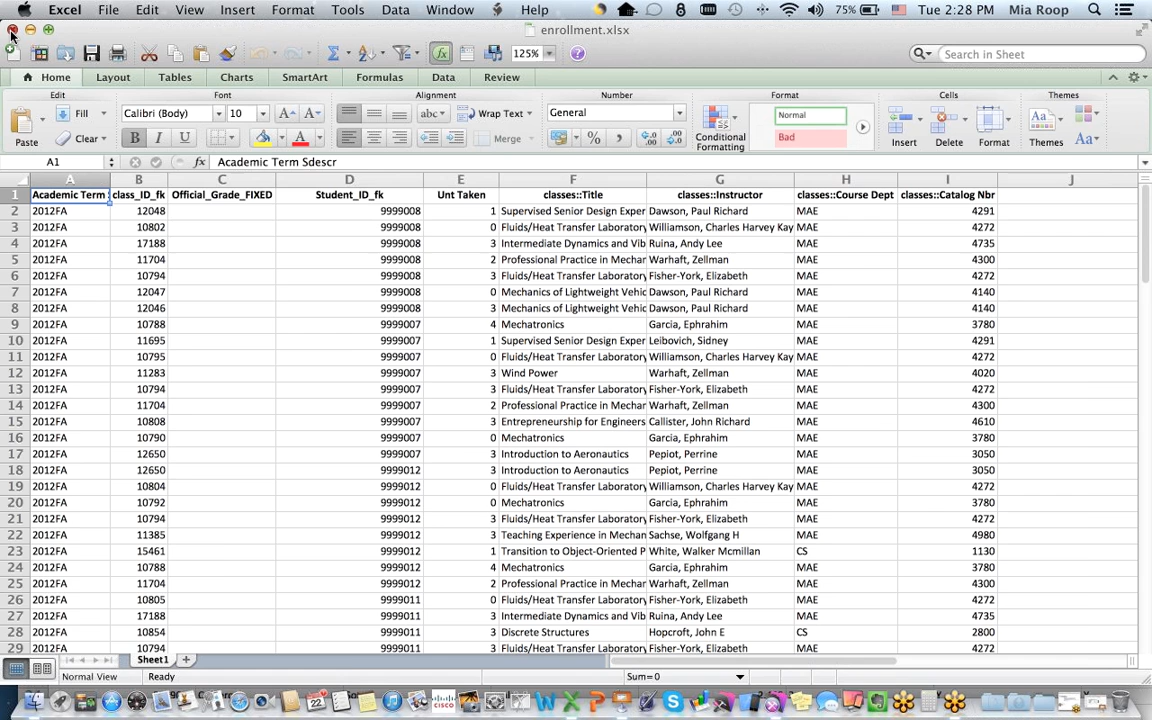 Excel File Edit View Insert Format Tools Data Window Help 75% Tue 2:28 PM Mia Roop
enrollment.xlsx
125% Search in Sheet
Home Layout Tables Charts SmartArt Formulas Data Review
Edit Font Alignment Number Format Cells Themes
Fill Calibri (Body) 10 A A abc Wrap Text General Normal
Paste Clear B I U A Merge % Bad Conditional Formatting Insert Delete Format Themes Aa
A1 fx Academic Term Sdescr
A B C D E F G H I J
1 Academic Term class_ID_fk Official_Grade_FIXED Student_ID_fk Unt Taken classes::Title classes::Instructor classes::Course Dept classes::Catalog Nbr
2 2012FA 12048 9999008 1 Supervised Senior Design Exper Dawson, Paul Richard MAE 4291
3 2012FA 10802 9999008 0 Fluids/Heat Transfer Laboratory Williamson, Charles Harvey Kay MAE 4272
4 2012FA 17188 9999008 3 Intermediate Dynamics and Vib Ruina, Andy Lee MAE 4735
5 2012FA 11704 9999008 2 Professional Practice in Mechar Warhaft, Zellman MAE 4300
6 2012FA 10794 9999008 3 Fluids/Heat Transfer Laboratory Fisher-York, Elizabeth MAE 4272
7 2012FA 12047 9999008 0 Mechanics of Lightweight Vehic Dawson, Paul Richard MAE 4140
8 2012FA 12046 9999008 3 Mechanics of Lightweight Vehic Dawson, Paul Richard MAE 4140
9 2012FA 10788 9999007 4 Mechatronics Garcia, Ephrahim MAE 3780
10 2012FA 11695 9999007 1 Supervised Senior Design Exper Leibovich, Sidney MAE 4291
11 2012FA 10795 9999007 0 Fluids/Heat Transfer Laboratory Williamson, Charles Harvey Kay MAE 4272
12 2012FA 11283 9999007 3 Wind Power Warhaft, Zellman MAE 4020
13 2012FA 10794 9999007 3 Fluids/Heat Transfer Laboratory Fisher-York, Elizabeth MAE 4272
14 2012FA 11704 9999007 2 Professional Practice in Mechar Warhaft, Zellman MAE 4300
15 2012FA 10808 9999007 3 Entrepreneurship for Engineers Callister, John Richard MAE 4610
16 2012FA 10790 9999007 0 Mechatronics Garcia, Ephrahim MAE 3780
17 2012FA 12650 9999007 3 Introduction to Aeronautics Pepiot, Perrine MAE 3050
18 2012FA 12650 9999012 3 Introduction to Aeronautics Pepiot, Perrine MAE 3050
19 2012FA 10804 9999012 0 Fluids/Heat Transfer Laboratory Williamson, Charles Harvey Kay MAE 4272
20 2012FA 10792 9999012 0 Mechatronics Garcia, Ephrahim MAE 3780
21 2012FA 10794 9999012 3 Fluids/Heat Transfer Laboratory Fisher-York, Elizabeth MAE 4272
22 2012FA 11385 9999012 3 Teaching Experience in Mechan Sachse, Wolfgang H MAE 4980
23 2012FA 15461 9999012 1 Transition to Object-Oriented P White, Walker Mcmillan CS 1130
24 2012FA 10788 9999012 4 Mechatronics Garcia, Ephrahim MAE 3780
25 2012FA 11704 9999012 2 Professional Practice in Mechar Warhaft, Zellman MAE 4300
26 2012FA 10805 9999011 0 Fluids/Heat Transfer Laboratory Fisher-York, Elizabeth MAE 4272
27 2012FA 17188 9999011 3 Intermediate Dynamics and Vib Ruina, Andy Lee MAE 4735
28 2012FA 10854 9999011 3 Discrete Structures Hopcroft, John E CS 2800
29 2012FA 10794 9999011 3 Fluids/Heat Transfer Laboratory Fisher-York, Elizabeth MAE 4272
Sheet1
Normal View Ready Sum=0